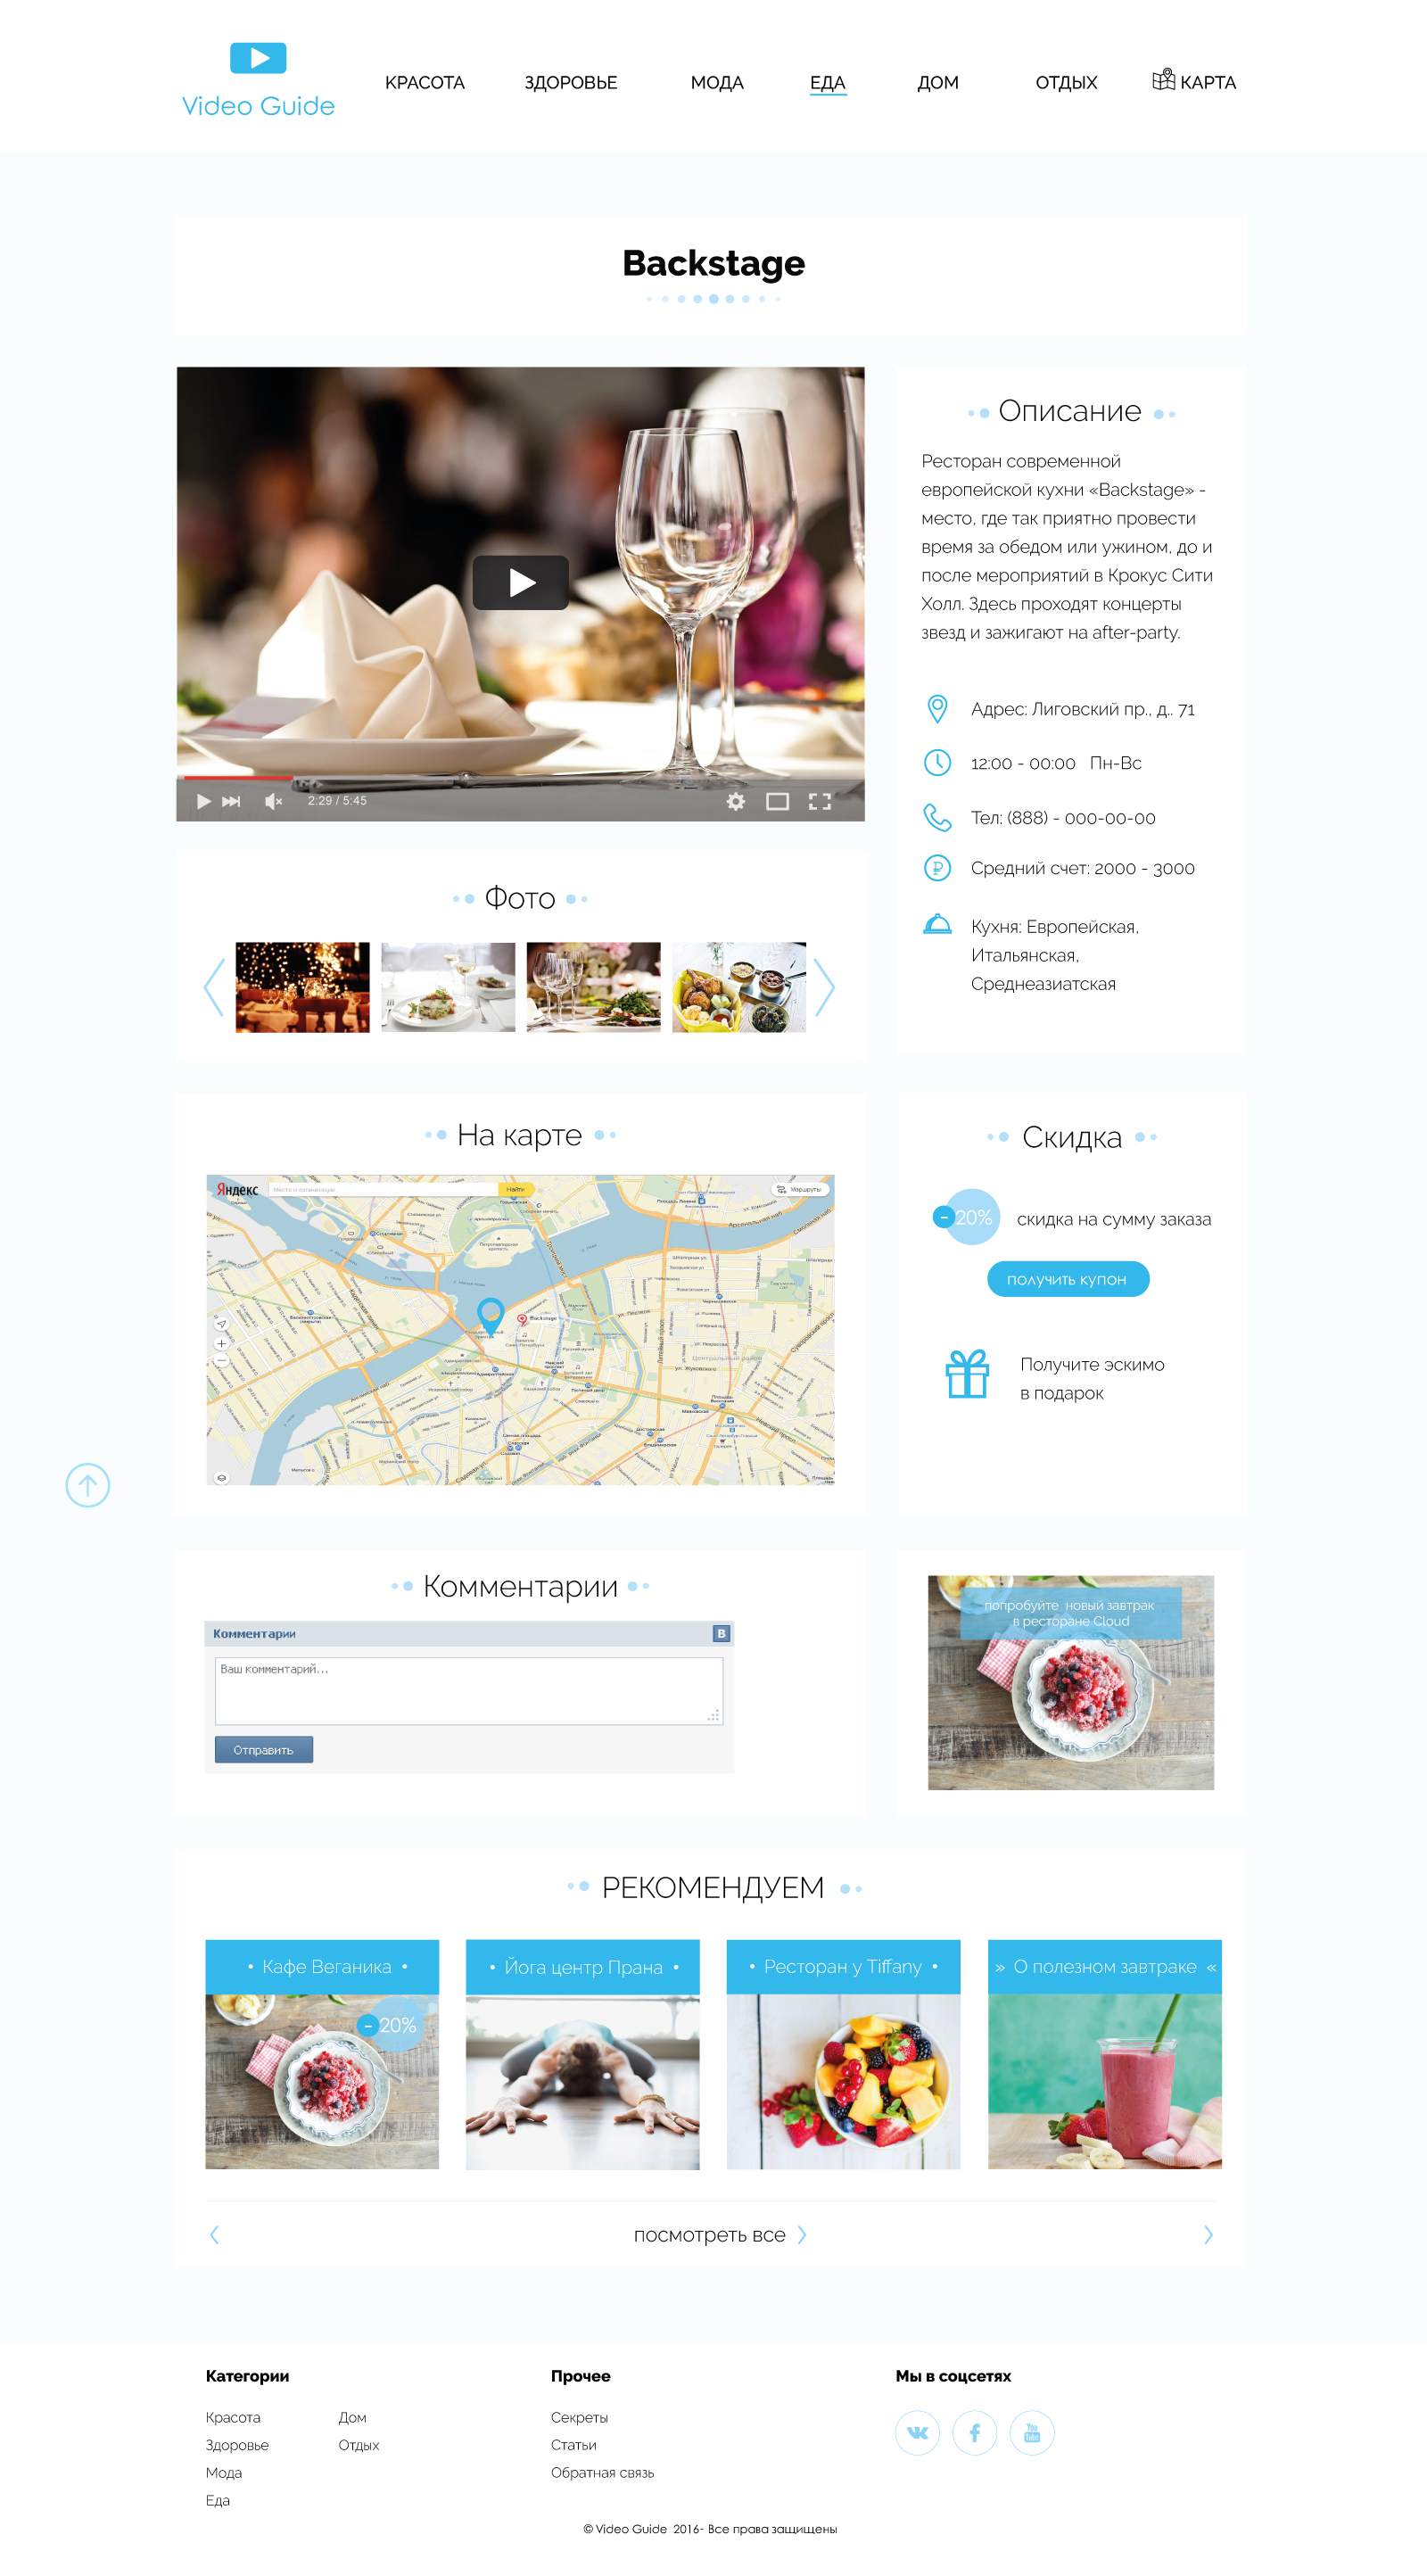 Video Guide
КРАСОТА
ЗДОРОВЬЕ
МОДА
ЕДА
ДОМ
ОТДЫХ
КАРТА
Backstage
2:29 / 5:45
Описание
Ресторан современной
европейской кухни «Backstage» -
место, где так приятно провести
время за обедом или ужином, до и
после мероприятий в Крокус Сити
Холл. Здесь проходят концерты
звезд и зажигают на after-party.
Адрес: Лиговский пр., д.. 71
12:00 - 00:00 Пн-Вс
Тел: (888) - 000-00-00
Средний счет: 2000 - 3000
Кухня: Европейская,
Итальянская,
Среднеазиатская
Фото
На карте
Яндекс
Найти
Маршруты
Backstage
Скидка
- 20%
скидка на сумму заказа
получить купон
Получите эскимо
в подарок
Комментарии
Комментарии
В
Ваш комментарий...
Отправить
попробуйте новый завтрак
в ресторане Cloud
РЕКОМЕНДУЕМ
• Кафе Веганика •
- 20%
• Йога центр Прана •
• Ресторан у Tiffany •
» О полезном завтраке «
посмотреть все
Категории
Красота
Здоровье
Мода
Еда
Дом
Отдых
Прочее
Секреты
Статьи
Обратная связь
Мы в соцсетях
You
Tube
© Video Guide 2016- Все права защищены